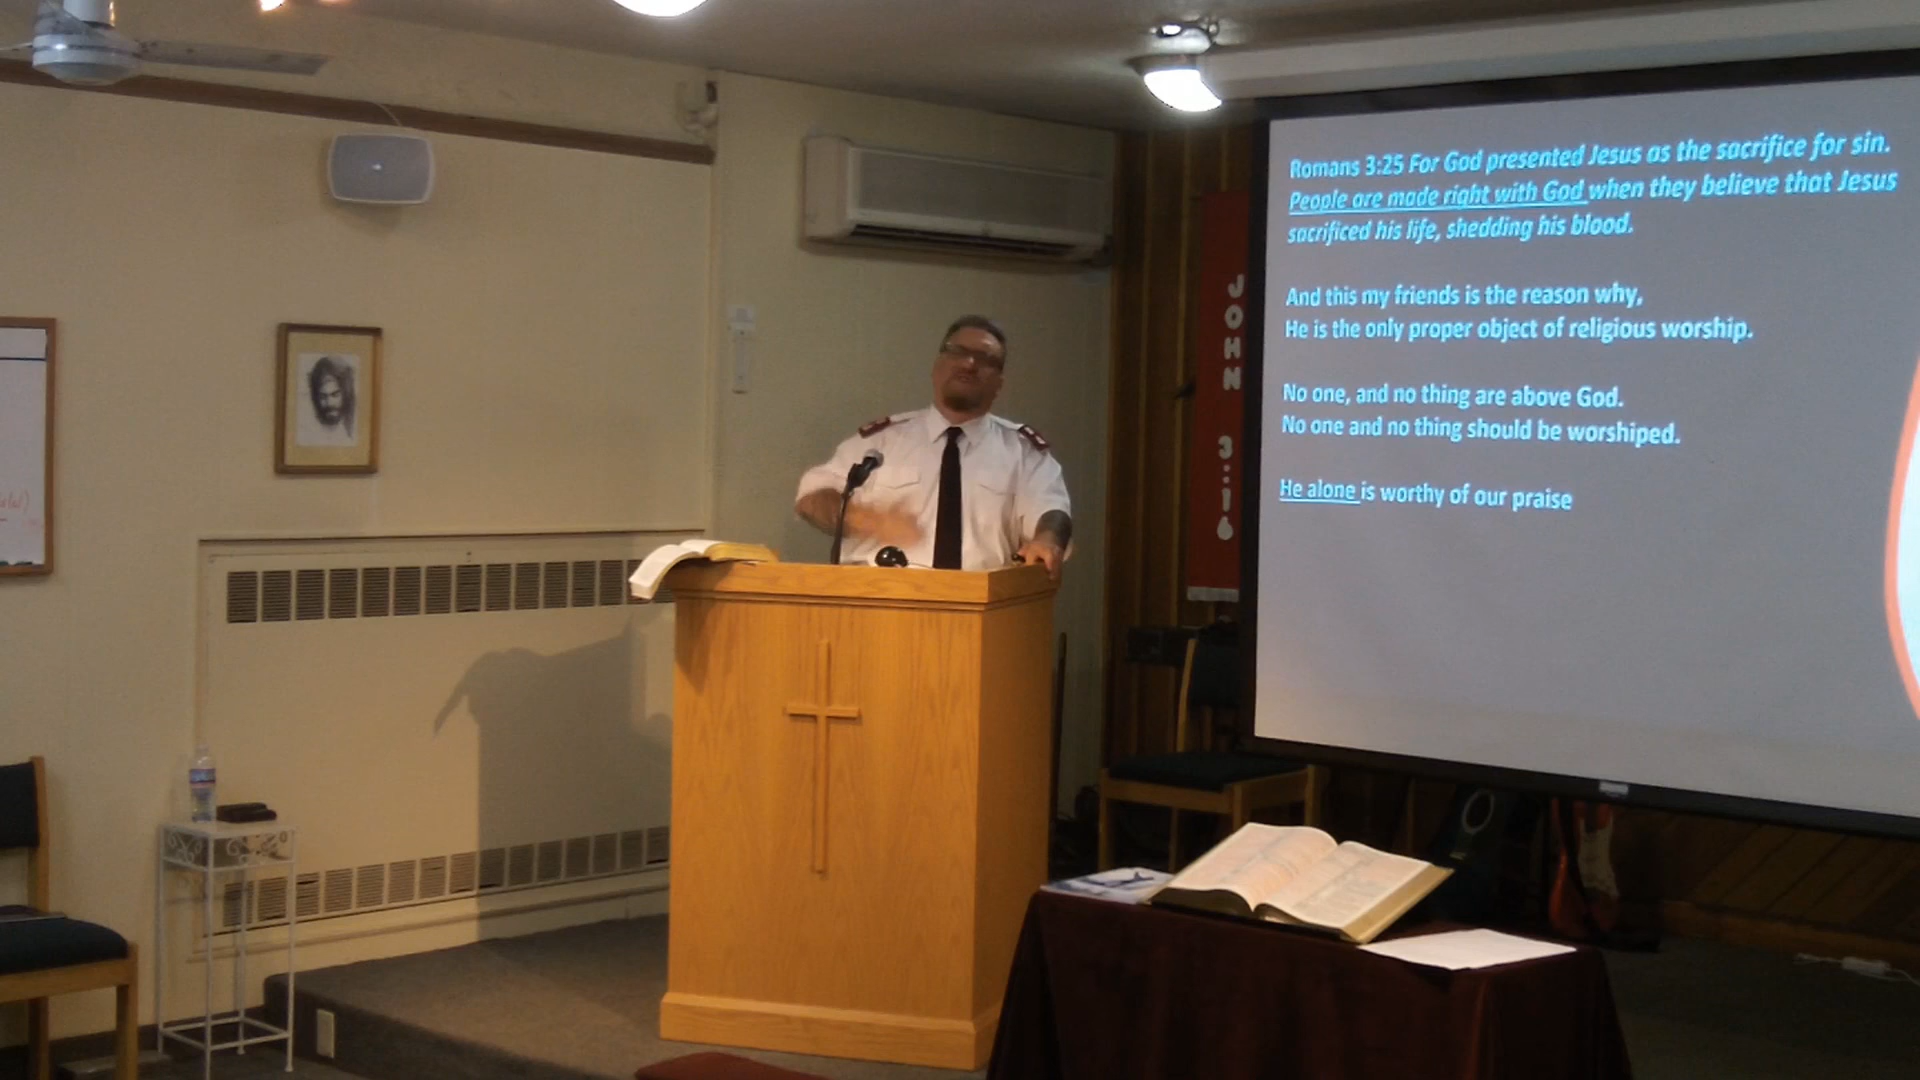 Romans 3:25 For God presented Jesus as the sacrifice for sin.
People are made right with God when they believe that Jesus
sacrificed his life, shedding his blood.
And this my friends is the reason why,
He is the only proper object of religious worship.
No one, and no thing are above God.
No one and no thing should be worshiped.
He alone is worthy of our praise
JOHN 3:16